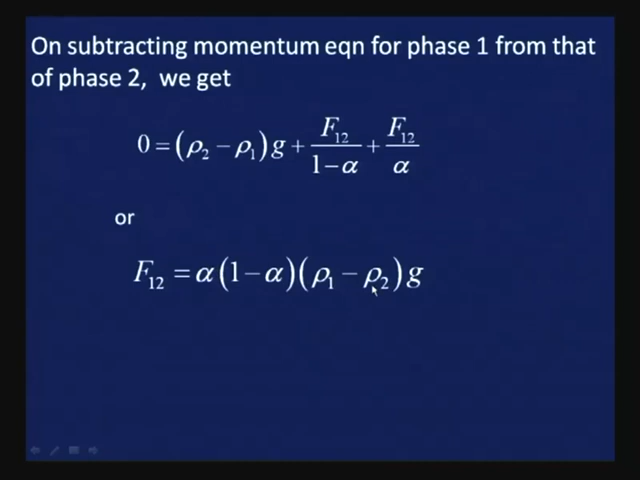 On subtracting momentum eqn for phase 1 from that
of phase 2, we get
0 = (ρ₂ − ρ₁)g + F₁₂/(1−α) + F₁₂/α
or
F₁₂ = α(1−α)(ρ₁ − ρ₂)g